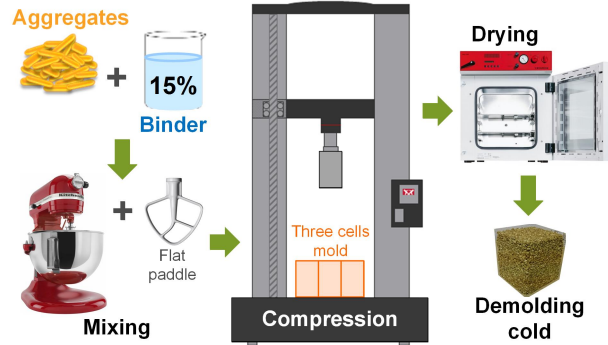 Aggregates
15%
Binder
Flat
paddle
Mixing
Three cells
mold
Compression
Drying
Demolding
cold